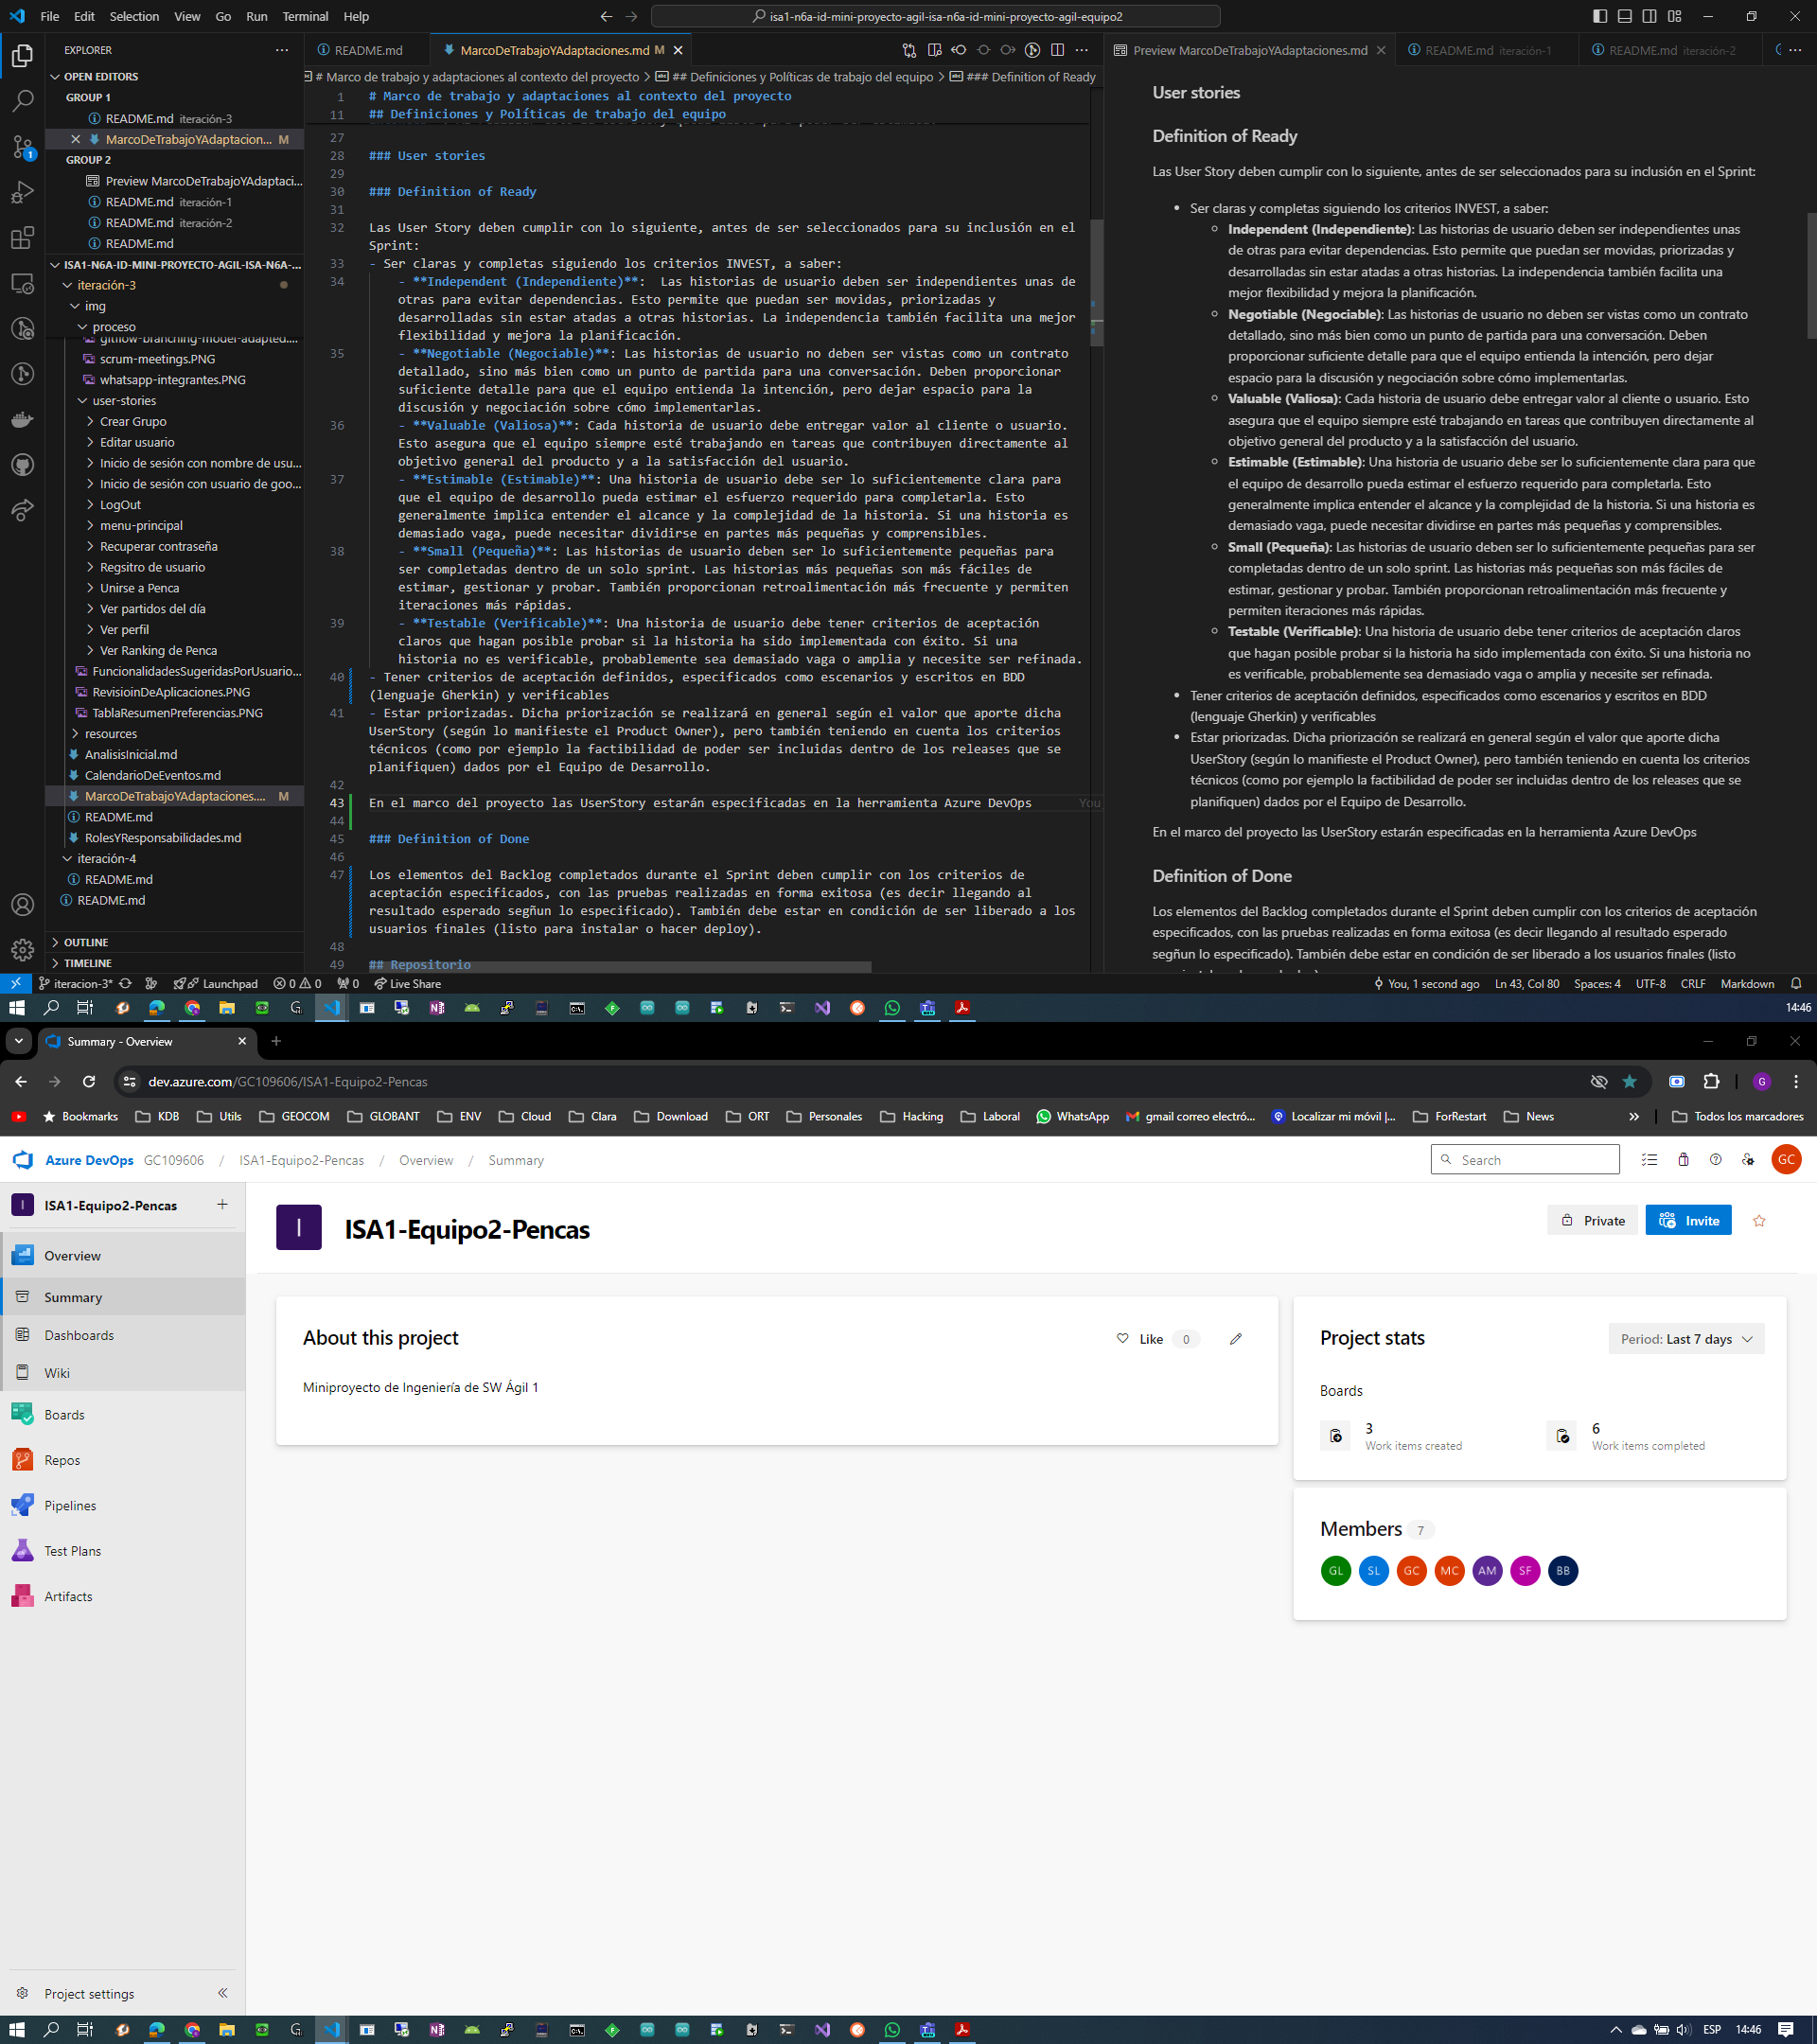 File Edit Selection View Go Run Terminal Help
isa1-n6a-id-mini-proyecto-agil-isa-n6a-id-mini-proyecto-agil-equipo2
EXPLORER
OPEN EDITORS
GROUP 1
README.md iteración-3
MarcoDeTrabajoYAdaptacion... M
GROUP 2
Preview MarcoDeTrabajoYAdaptaci...
README.md iteración-1
README.md iteración-2
README.md
ISA1-N6A-ID-MINI-PROYECTO-AGIL-ISA-N6A-...
iteración-3
img
proceso
gitflow-branching-model-adapted....
scrum-meetings.PNG
whatsapp-integrantes.PNG
user-stories
Crear Grupo
Editar usuario
Inicio de sesión con nombre de usu...
Inicio de sesión con usuario de goo...
LogOut
menu-principal
Recuperar contraseña
Regsitro de usuario
Unirse a Penca
Ver partidos del día
Ver perfil
Ver Ranking de Penca
FuncionalidadesSugeridasPorUsuario...
RevisioinDeAplicaciones.PNG
TablaResumenPreferencias.PNG
resources
AnalisisInicial.md
CalendarioDeEventos.md
MarcoDeTrabajoYAdaptaciones.... M
README.md
RolesYResponsabilidades.md
iteración-4
README.md
README.md
OUTLINE
TIMELINE
README.md
MarcoDeTrabajoYAdaptaciones.md M
# Marco de trabajo y adaptaciones al contexto del proyecto > ## Definiciones y Políticas de trabajo del equipo > ### Definition of Ready
1 # Marco de trabajo y adaptaciones al contexto del proyecto
11 ## Definiciones y Políticas de trabajo del equipo
27
28 ### User stories
29
30 ### Definition of Ready
31
32 Las User Story deben cumplir con lo siguiente, antes de ser seleccionados para su inclusión en el
Sprint:
33 - Ser claras y completas siguiendo los criterios INVEST, a saber:
34 - **Independent (Independiente)**: Las historias de usuario deben ser independientes unas de
otras para evitar dependencias. Esto permite que puedan ser movidas, priorizadas y
desarrolladas sin estar atadas a otras historias. La independencia también facilita una mejor
flexibilidad y mejora la planificación.
35 - **Negotiable (Negociable)**: Las historias de usuario no deben ser vistas como un contrato
detallado, sino más bien como un punto de partida para una conversación. Deben proporcionar
suficiente detalle para que el equipo entienda la intención, pero dejar espacio para la
discusión y negociación sobre cómo implementarlas.
36 - **Valuable (Valiosa)**: Cada historia de usuario debe entregar valor al cliente o usuario.
Esto asegura que el equipo siempre esté trabajando en tareas que contribuyen directamente al
objetivo general del producto y a la satisfacción del usuario.
37 - **Estimable (Estimable)**: Una historia de usuario debe ser lo suficientemente clara para
que el equipo de desarrollo pueda estimar el esfuerzo requerido para completarla. Esto
generalmente implica entender el alcance y la complejidad de la historia. Si una historia es
demasiado vaga, puede necesitar dividirse en partes más pequeñas y comprensibles.
38 - **Small (Pequeña)**: Las historias de usuario deben ser lo suficientemente pequeñas para
ser completadas dentro de un solo sprint. Las historias más pequeñas son más fáciles de
estimar, gestionar y probar. También proporcionan retroalimentación más frecuente y permiten
iteraciones más rápidas.
39 - **Testable (Verificable)**: Una historia de usuario debe tener criterios de aceptación
claros que hagan posible probar si la historia ha sido implementada con éxito. Si una
historia no es verificable, probablemente sea demasiado vaga o amplia y necesite ser refinada.
40 - Tener criterios de aceptación definidos, especificados como escenarios y escritos en BDD
(lenguaje Gherkin) y verificables
41 - Estar priorizadas. Dicha priorización se realizará en general según el valor que aporte dicha
UserStory (según lo manifieste el Product Owner), pero también teniendo en cuenta los criterios
técnicos (como por ejemplo la factibilidad de poder ser incluidas dentro de los releases que se
planifiquen) dados por el Equipo de Desarrollo.
42
43 En el marco del proyecto las UserStory estarán especificadas en la herramienta Azure DevOps You
44
45 ### Definition of Done
46
47 Los elementos del Backlog completados durante el Sprint deben cumplir con los criterios de
aceptación especificados, con las pruebas realizadas en forma exitosa (es decir llegando al
resultado esperado segñun lo especificado). También debe estar en condición de ser liberado a los
usuarios finales (listo para instalar o hacer deploy).
48
49 ## Repositorio
Preview MarcoDeTrabajoYAdaptaciones.md
README.md iteración-1
README.md iteración-2
User stories
Definition of Ready
Las User Story deben cumplir con lo siguiente, antes de ser seleccionados para su inclusión en el Sprint:
• Ser claras y completas siguiendo los criterios INVEST, a saber:
Independent (Independiente): Las historias de usuario deben ser independientes unas
de otras para evitar dependencias. Esto permite que puedan ser movidas, priorizadas y
desarrolladas sin estar atadas a otras historias. La independencia también facilita una
mejor flexibilidad y mejora la planificación.
Negotiable (Negociable): Las historias de usuario no deben ser vistas como un contrato
detallado, sino más bien como un punto de partida para una conversación. Deben
proporcionar suficiente detalle para que el equipo entienda la intención, pero dejar
espacio para la discusión y negociación sobre cómo implementarlas.
Valuable (Valiosa): Cada historia de usuario debe entregar valor al cliente o usuario. Esto
asegura que el equipo siempre esté trabajando en tareas que contribuyen directamente al
objetivo general del producto y a la satisfacción del usuario.
Estimable (Estimable): Una historia de usuario debe ser lo suficientemente clara para que
el equipo de desarrollo pueda estimar el esfuerzo requerido para completarla. Esto
generalmente implica entender el alcance y la complejidad de la historia. Si una historia es
demasiado vaga, puede necesitar dividirse en partes más pequeñas y comprensibles.
Small (Pequeña): Las historias de usuario deben ser lo suficientemente pequeñas para ser
completadas dentro de un solo sprint. Las historias más pequeñas son más fáciles de
estimar, gestionar y probar. También proporcionan retroalimentación más frecuente y
permiten iteraciones más rápidas.
Testable (Verificable): Una historia de usuario debe tener criterios de aceptación claros
que hagan posible probar si la historia ha sido implementada con éxito. Si una historia no
es verificable, probablemente sea demasiado vaga o amplia y necesite ser refinada.
• Tener criterios de aceptación definidos, especificados como escenarios y escritos en BDD
(lenguaje Gherkin) y verificables
• Estar priorizadas. Dicha priorización se realizará en general según el valor que aporte dicha
UserStory (según lo manifieste el Product Owner), pero también teniendo en cuenta los criterios
técnicos (como por ejemplo la factibilidad de poder ser incluidas dentro de los releases que se
planifiquen) dados por el Equipo de Desarrollo.
En el marco del proyecto las UserStory estarán especificadas en la herramienta Azure DevOps
Definition of Done
Los elementos del Backlog completados durante el Sprint deben cumplir con los criterios de aceptación
especificados, con las pruebas realizadas en forma exitosa (es decir llegando al resultado esperado
segñun lo especificado). También debe estar en condición de ser liberado a los usuarios finales (listo
iteracion-3* Launchpad 0 0 0 Live Share
You, 1 second ago Ln 43, Col 80 Spaces: 4 UTF-8 CRLF Markdown
14:46
Summary - Overview
dev.azure.com/GC109606/ISA1-Equipo2-Pencas
G
Bookmarks KDB Utils GEOCOM GLOBANT ENV Cloud Clara Download ORT Personales Hacking Laboral WhatsApp gmail correo electró... Localizar mi móvil |... ForRestart News » Todos los marcadores
Azure DevOps GC109606 / ISA1-Equipo2-Pencas / Overview / Summary
Search
GC
I ISA1-Equipo2-Pencas +
Overview
Summary
Dashboards
Wiki
Boards
Repos
Pipelines
Test Plans
Artifacts
Project settings
I ISA1-Equipo2-Pencas
Private Invite
About this project
Like 0
Miniproyecto de Ingeniería de SW Ágil 1
Project stats
Period: Last 7 days
Boards
3
Work items created
6
Work items completed
Members 7
GL SL GC MC AM SF BB
ESP 14:46